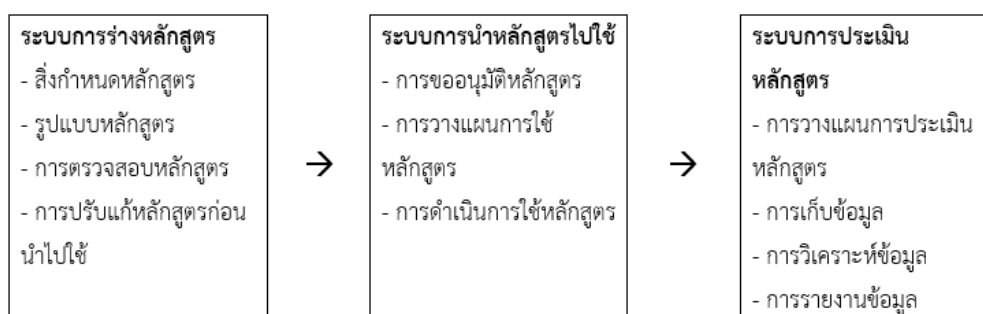 ระบบการร่างหลักสูตร
- สิ่งกำหนดหลักสูตร
- รูปแบบหลักสูตร
- การตรวจสอบหลักสูตร
- การปรับแก้หลักสูตรก่อน
นำไปใช้
→
ระบบการนำหลักสูตรไปใช้
- การขออนุมัติหลักสูตร
- การวางแผนการใช้
หลักสูตร
- การดำเนินการใช้หลักสูตร
→
ระบบการประเมิน
หลักสูตร
- การวางแผนการประเมิน
หลักสูตร
- การเก็บข้อมูล
- การวิเคราะห์ข้อมูล
- การรายงานข้อมูล